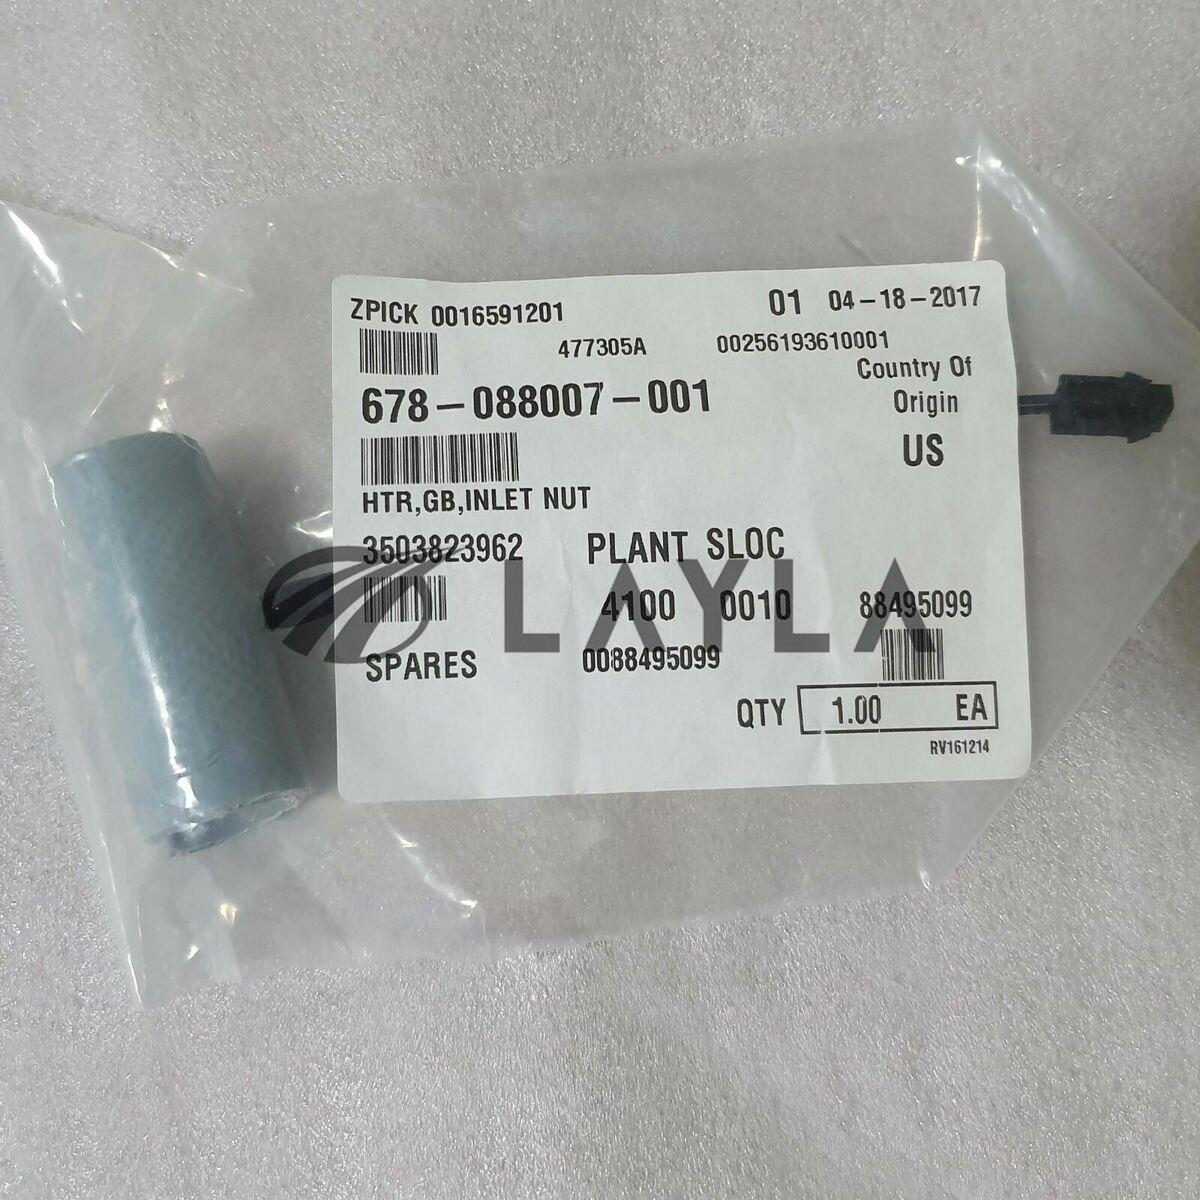 ZPICK 0016591201 01 04-18-2017
477305A 00256193610001
678-088007-001
Country Of
Origin
US
HTR,GB,INLET NUT
3503823962 PLANT SLOC
4100 0010 88495099
LAYLA
SPARES 0088495099
QTY 1.00 EA
RV161214